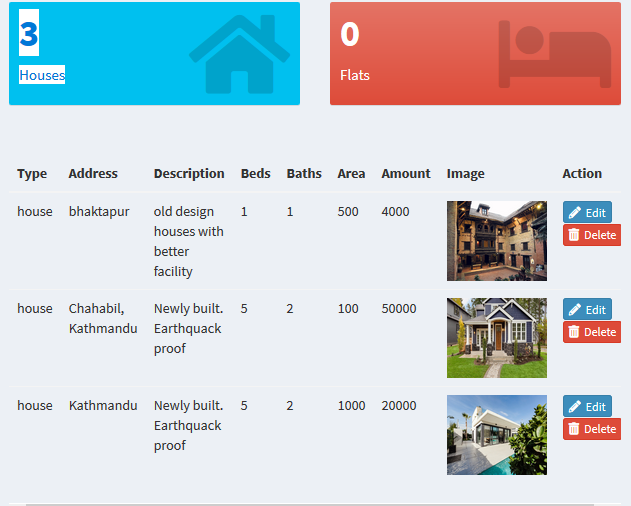 3
Houses
0
Flats
Type Address Description Beds Baths Area Amount Image Action
house bhaktapur old design 1 1 500 4000 Edit
houses with Delete
better
facility
house Chahabil, Newly built. 5 2 100 50000 Edit
Kathmandu Earthquack Delete
proof
house Kathmandu Newly built. 5 2 1000 20000 Edit
Earthquack Delete
proof